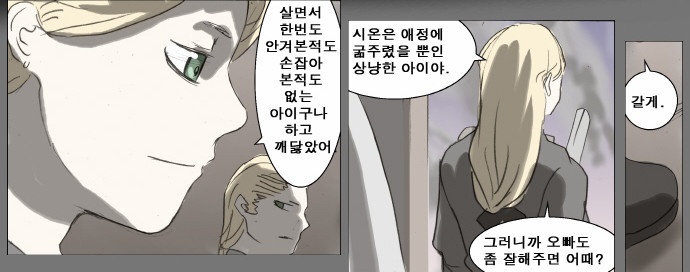 살면서
한번도
안겨본적도
손잡아
본적도
없는
아이구나
하고
깨닳았어
시온은 애정에
굶주렸을 뿐인
상냥한 아이야.
그러니까 오빠도
좀 잘해주면 어때?
갈게.